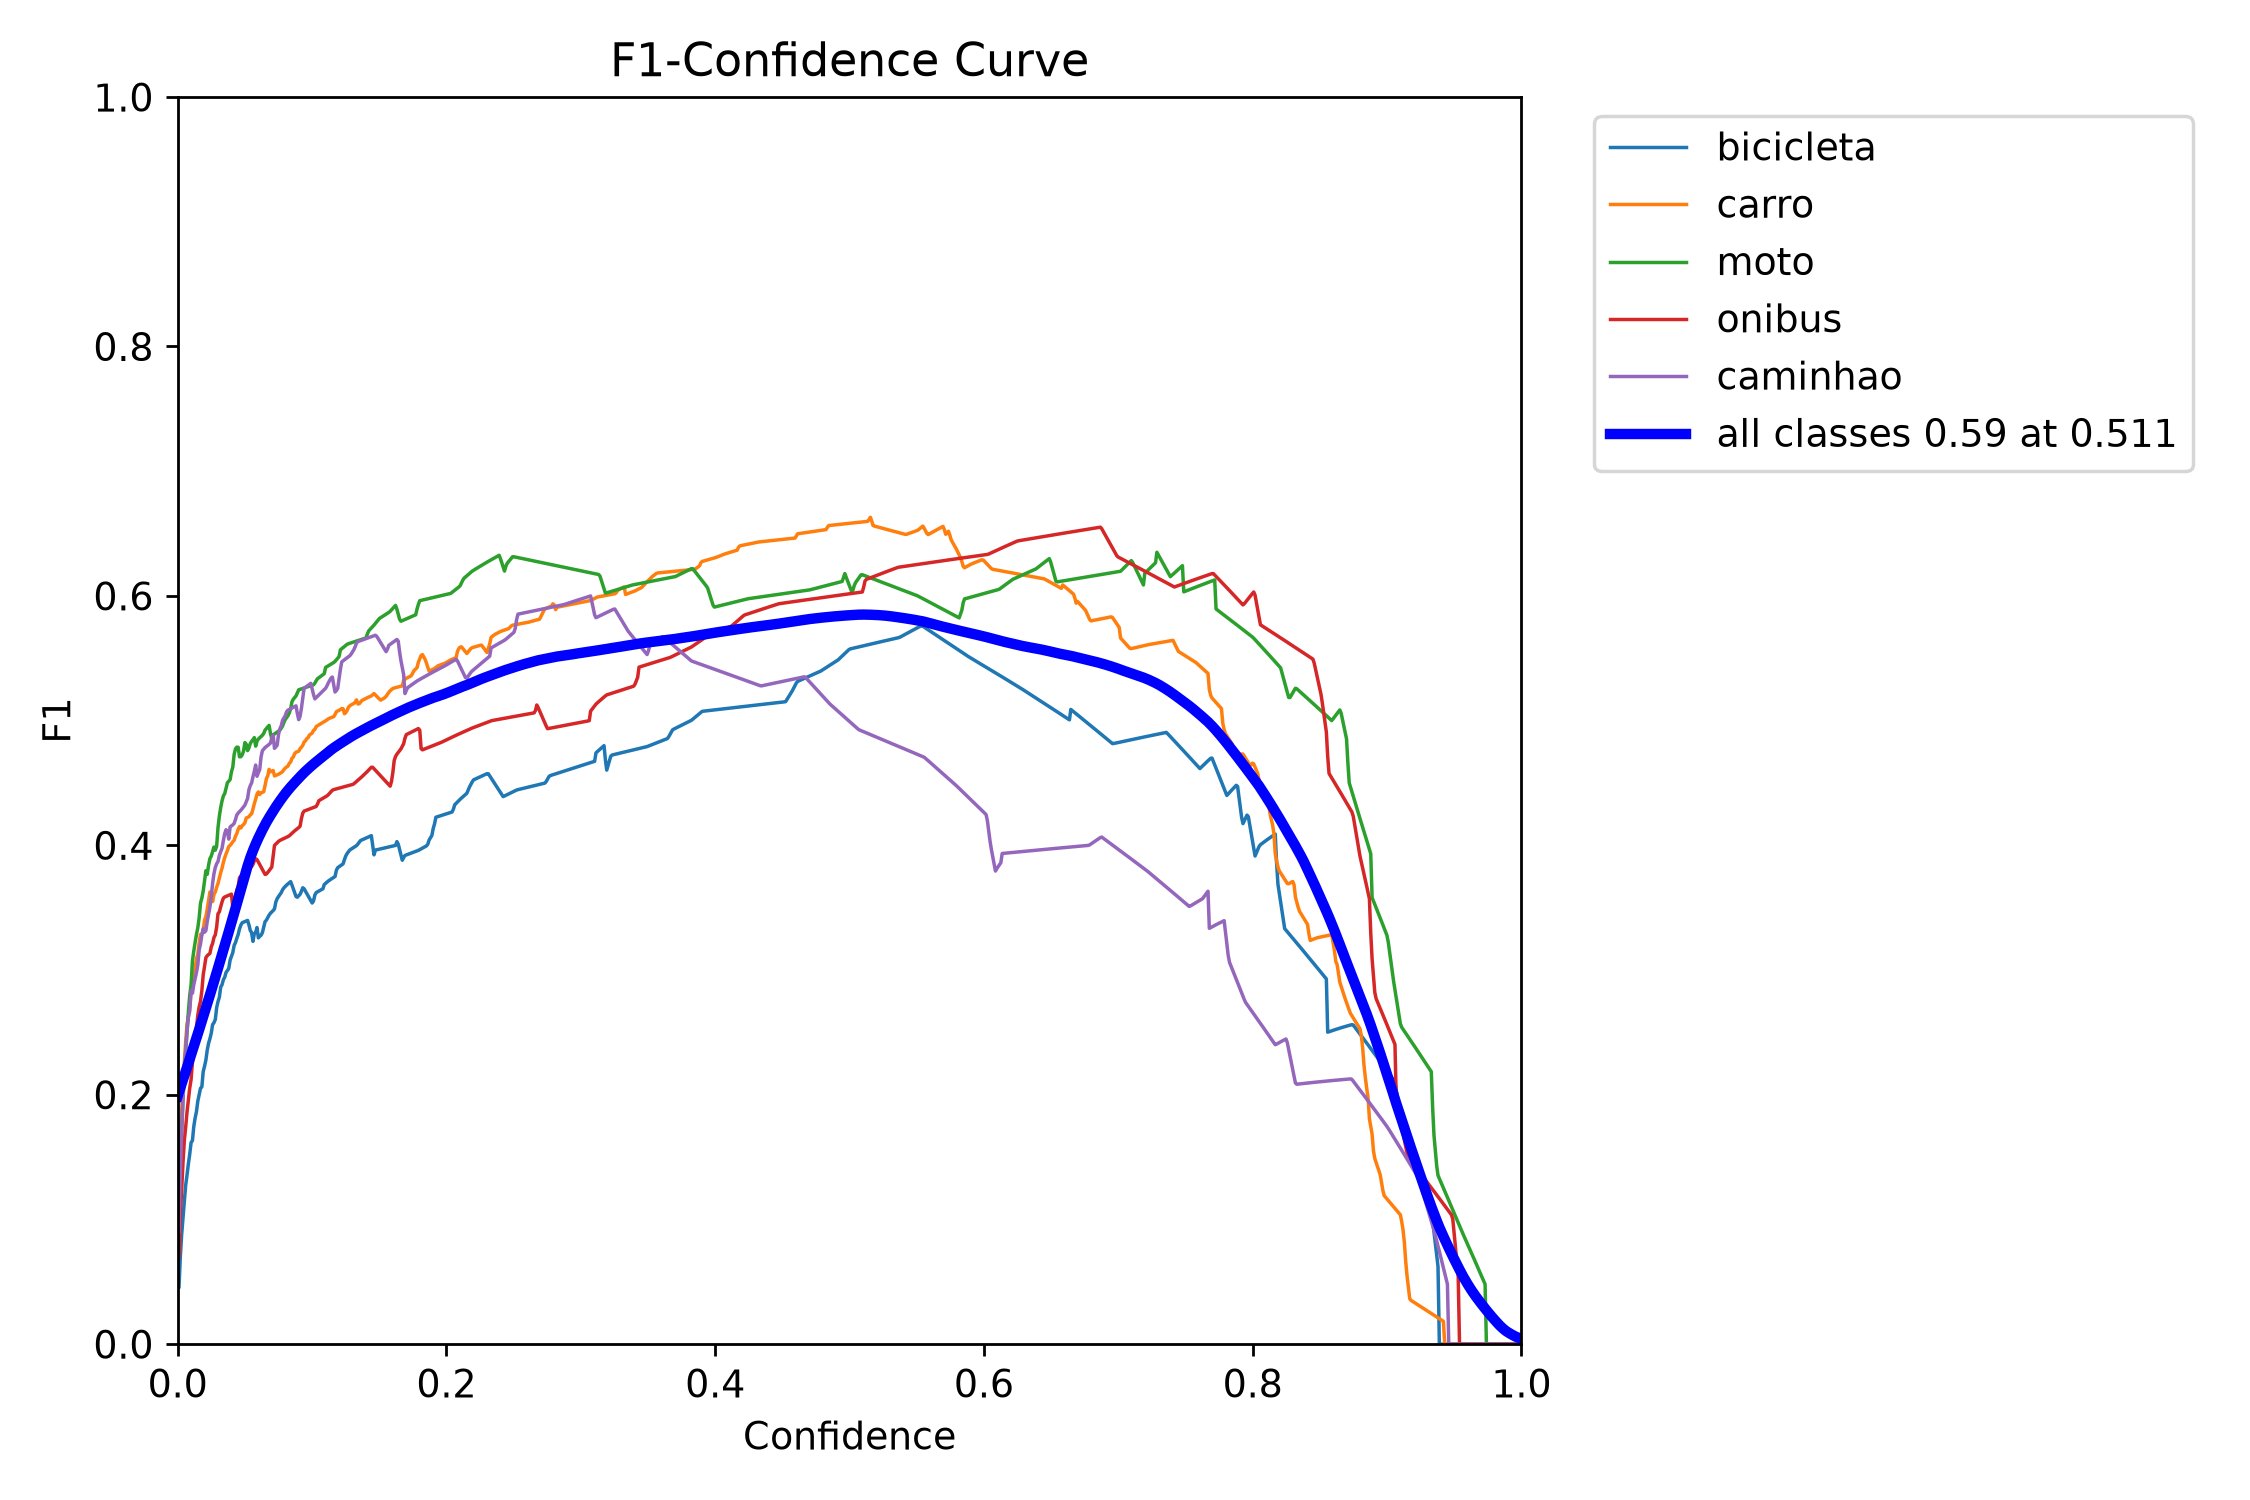 F1-Confidence Curve
1.0
0.8
0.6
0.4
0.2
0.0
F1
0.0 0.2 0.4 0.6 0.8 1.0
Confidence
bicicleta
carro
moto
onibus
caminhao
all classes 0.59 at 0.511